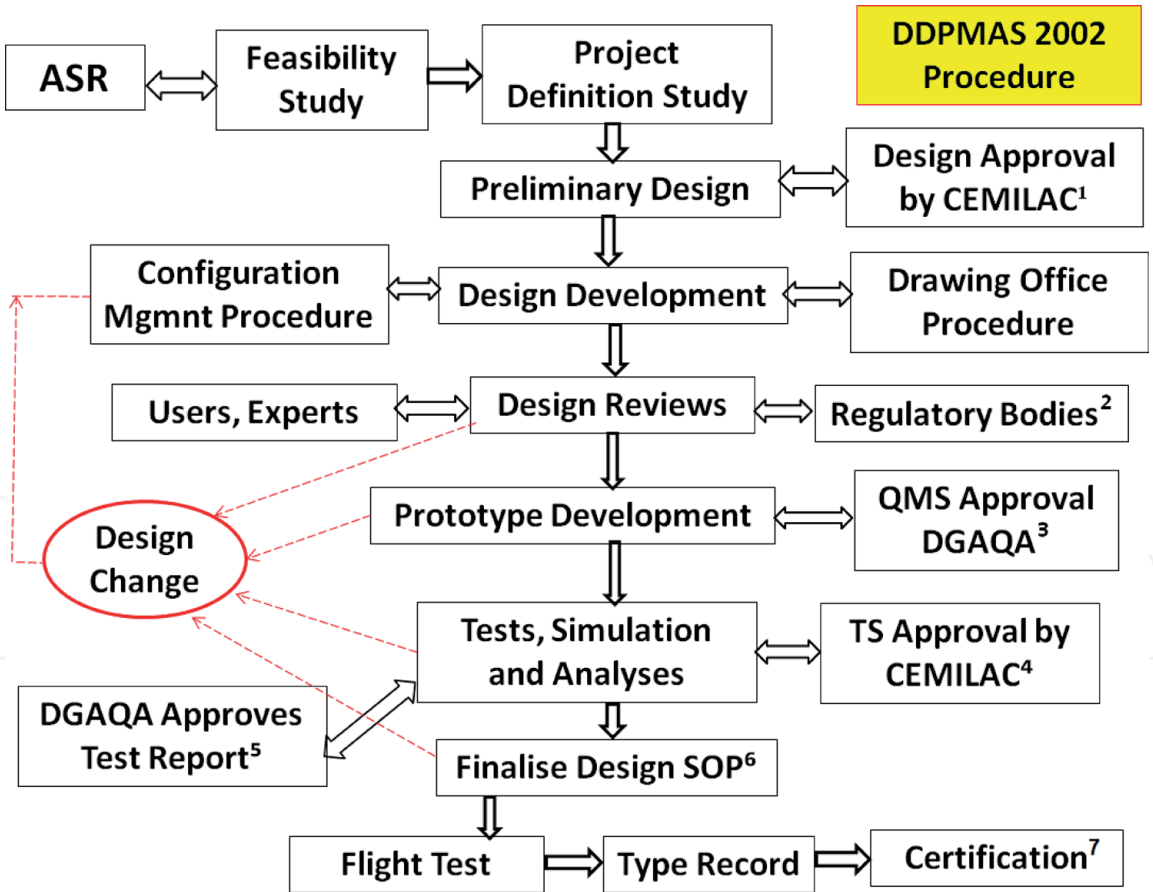 ASR
Feasibility
Study
Project
Definition Study
DDPMAS 2002
Procedure
Preliminary Design
Design Approval
by CEMILAC¹
Configuration
Mgmnt Procedure
Design Development
Drawing Office
Procedure
Users, Experts
Design Reviews
Regulatory Bodies²
Design
Change
Prototype Development
QMS Approval
DGAQA³
Tests, Simulation
and Analyses
TS Approval by
CEMILAC⁴
DGAQA Approves
Test Report⁵
Finalise Design SOP⁶
Flight Test
Type Record
Certification⁷